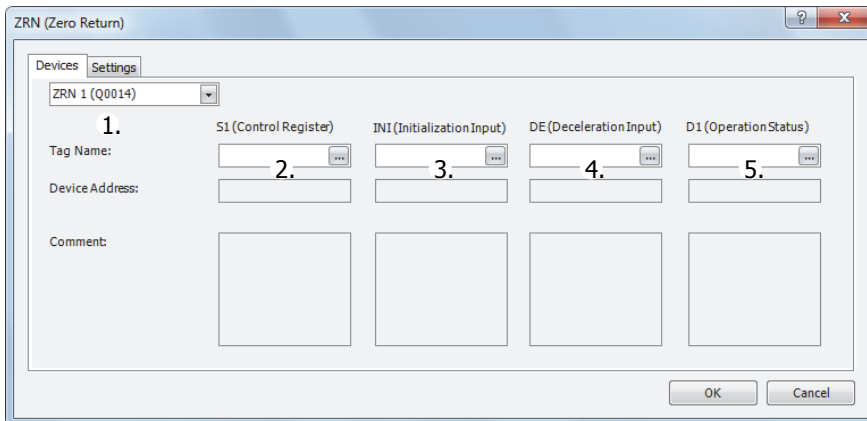 ZRN (Zero Return)
Devices Settings
ZRN 1 (Q0014)
1.
S1(Control Register) INI(Initialization Input) DE(Deceleration Input) D1(Operation Status)
Tag Name: 2. ... 3. ... 4. ... 5. ...
Device Address:
Comment:
OK Cancel